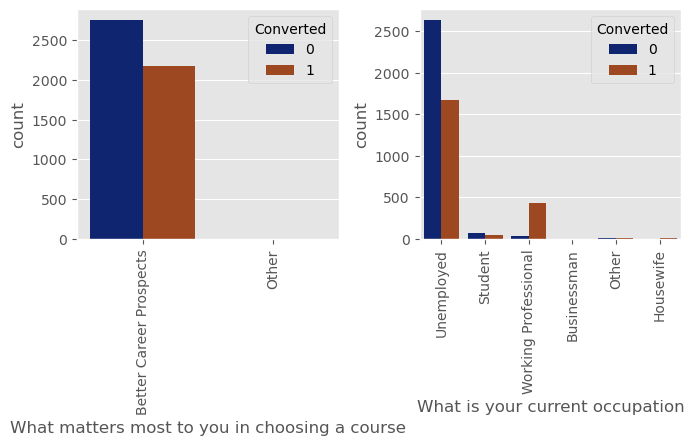 count
2500
2000
1500
1000
500
0
Converted
0
1
Better Career Prospects
Other
What matters most to you in choosing a course
count
2500
2000
1500
1000
500
0
Converted
0
1
Unemployed
Student
Working Professional
Businessman
Other
Housewife
What is your current occupation